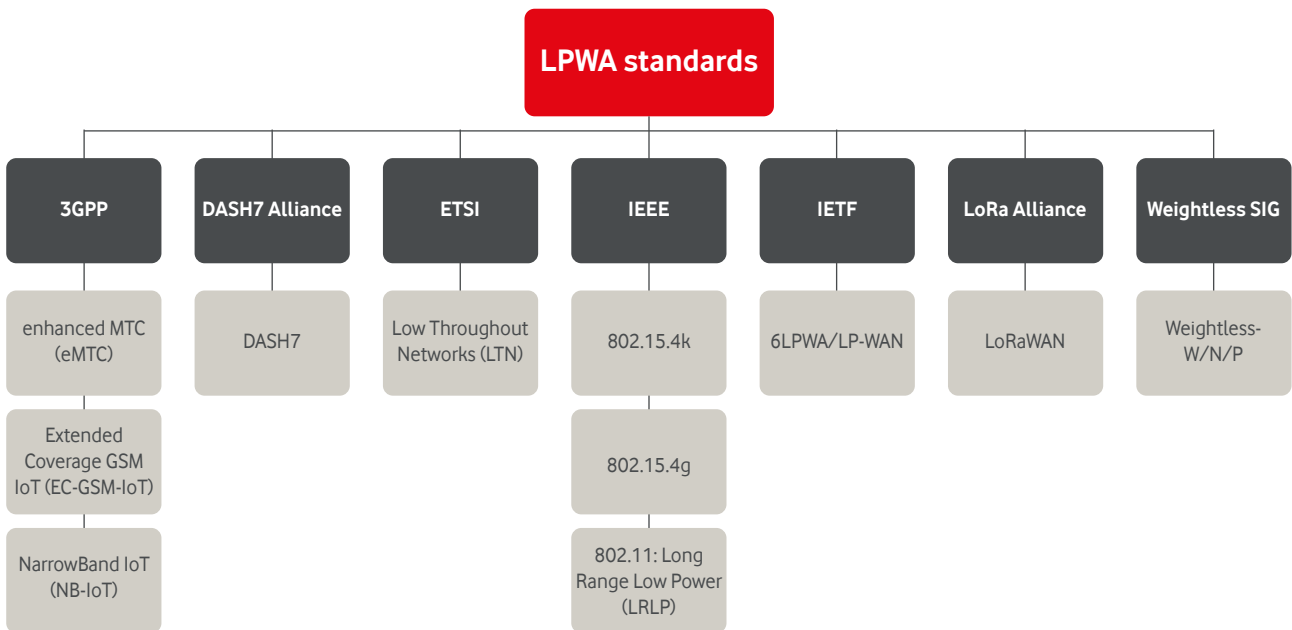 LPWA standards
3GPP
DASH7 Alliance
ETSI
IEEE
IETF
LoRa Alliance
Weightless SIG
enhanced MTC
(eMTC)
DASH7
Low Throughout
Networks (LTN)
802.15.4k
6LPWA/LP-WAN
LoRaWAN
Weightless-
W/N/P
Extended
Coverage GSM
IoT (EC-GSM-IoT)
802.15.4g
NarrowBand IoT
(NB-IoT)
802.11: Long
Range Low Power
(LRLP)